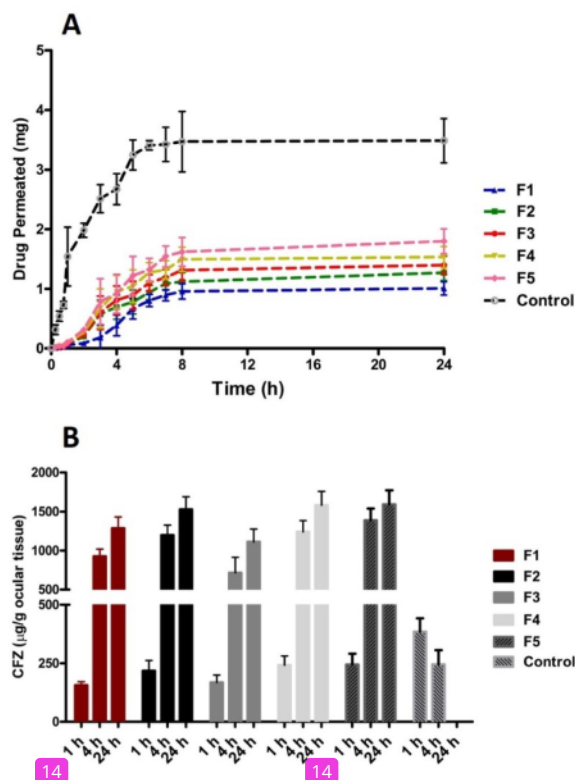 A
Drug Permeated (mg)
5
4
3
2
1
0
0 4 8 12 16 20 24
Time (h)
F1
F2
F3
F4
F5
Control
B
CFZ (µg/g ocular tissue)
2000
1500
1000
500
500
250
0
1 h 4 h 24 h 1 h 4 h 24 h 1 h 4 h 24 h 1 h 4 h 24 h 1 h 4 h 24 h 1 h 4 h 24 h
F1
F2
F3
F4
F5
Control
14 14